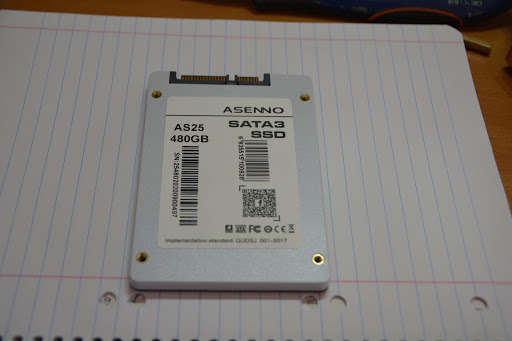 ASENNO
AS25
480GB
SATA3
SSD
Implementation standard: Q/JDSJ 001-2017